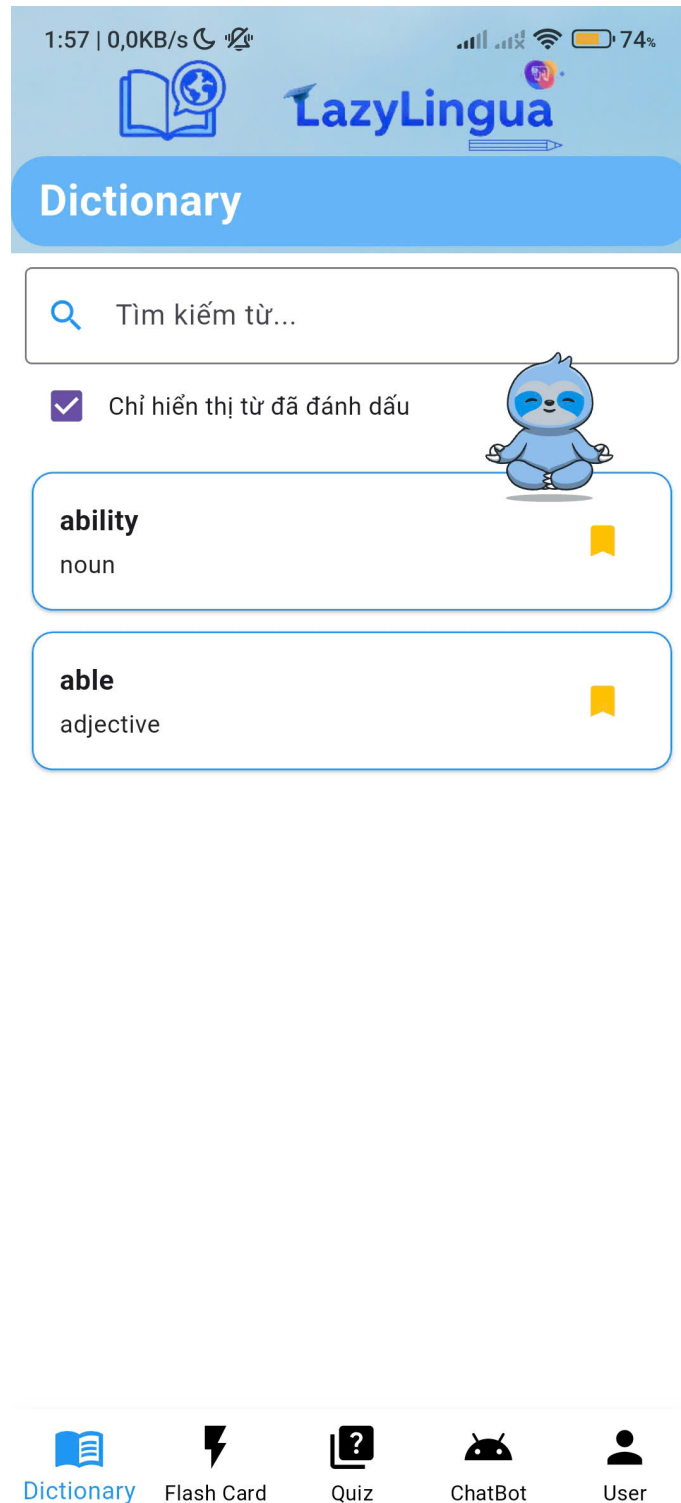 1:57 | 0,0KB/s 74%
LazyLingua
Dictionary
Tìm kiếm từ...
Chỉ hiển thị từ đã đánh dấu
ability
noun
able
adjective
Dictionary Flash Card Quiz ChatBot User